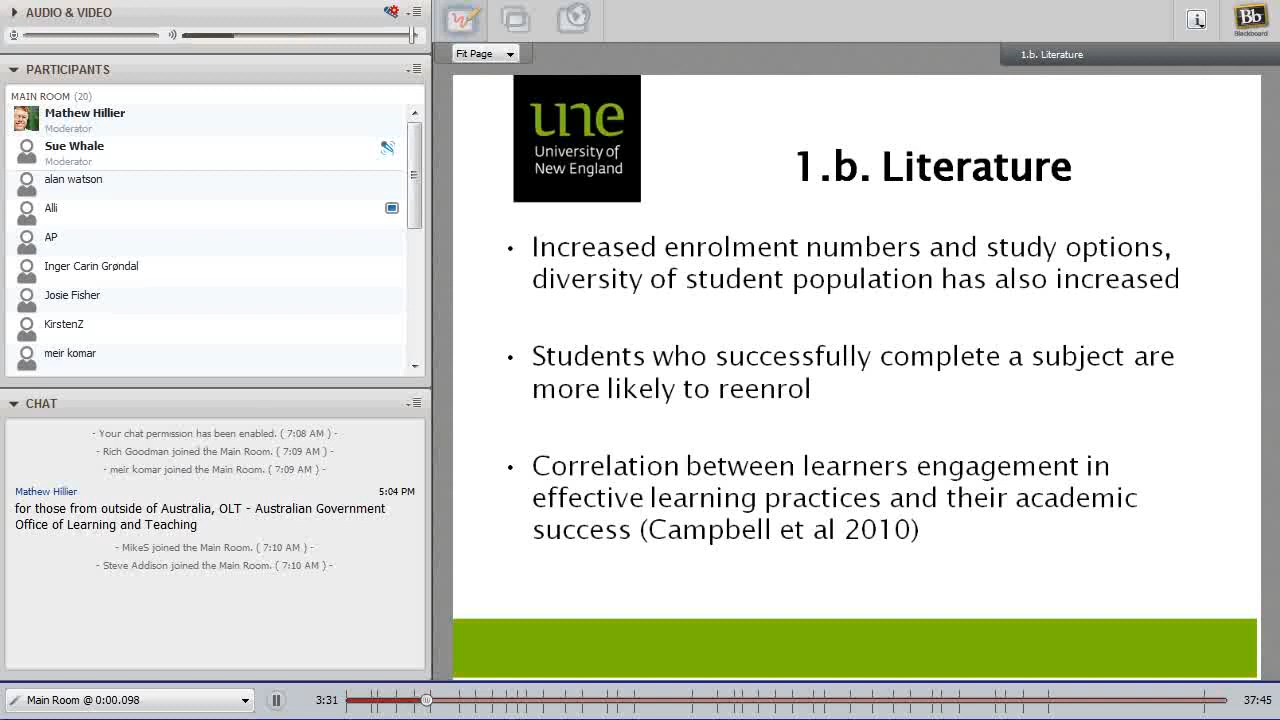 AUDIO & VIDEO
PARTICIPANTS
MAIN ROOM (20)
Mathew Hillier
Moderator
Sue Whale
Moderator
alan watson
Alli
AP
Inger Carin Grøndal
Josie Fisher
KirstenZ
meir komar
CHAT
- Your chat permission has been enabled. ( 7:08 AM ) -
- Rich Goodman joined the Main Room. ( 7:09 AM ) -
- meir komar joined the Main Room. ( 7:09 AM ) -
Mathew Hillier 5:04 PM
for those from outside of Australia, OLT - Australian Government
Office of Learning and Teaching
- MikeS joined the Main Room. ( 7:10 AM ) -
- Steve Addison joined the Main Room. ( 7:10 AM ) -
Main Room @ 0:00.098
3:31
37:45
Bb
Blackboard
Fit Page
1.b. Literature
une
University of
New England
1.b. Literature
• Increased enrolment numbers and study options,
diversity of student population has also increased
• Students who successfully complete a subject are
more likely to reenrol
• Correlation between learners engagement in
effective learning practices and their academic
success (Campbell et al 2010)